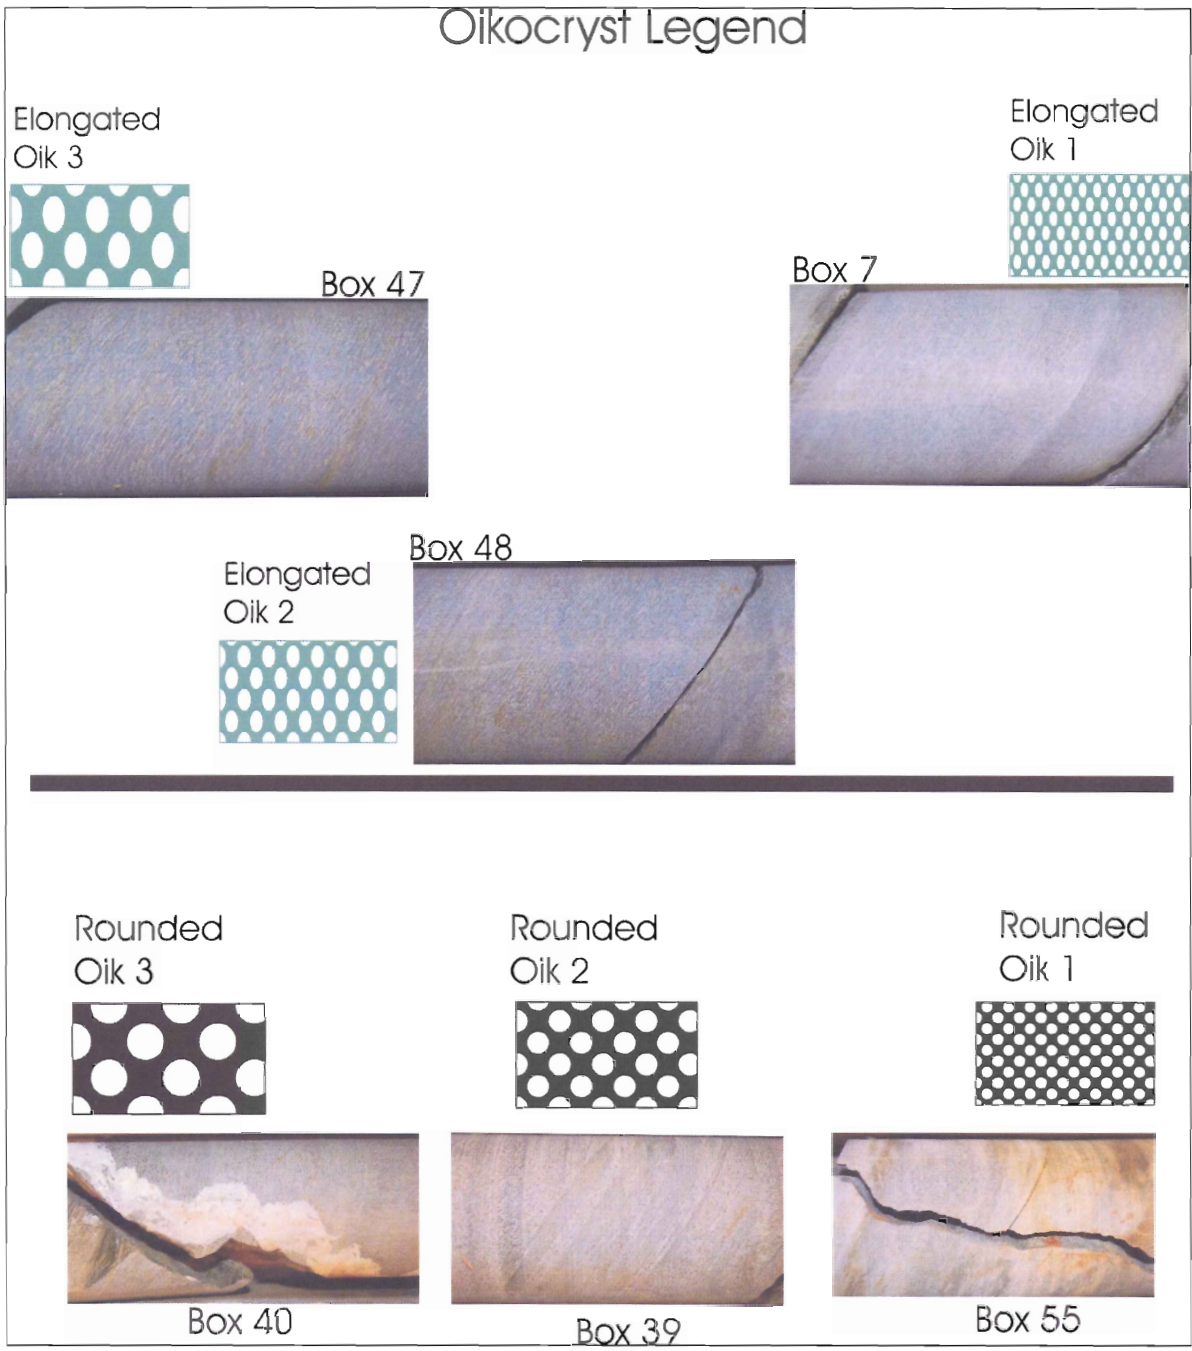 Oikocryst Legend
Elongated
Oik 3
Elongated
Oik 1
Box 47
Box 7
Box 48
Elongated
Oik 2
Rounded
Oik 3
Rounded
Oik 2
Rounded
Oik 1
Box 40
Box 39
Box 55